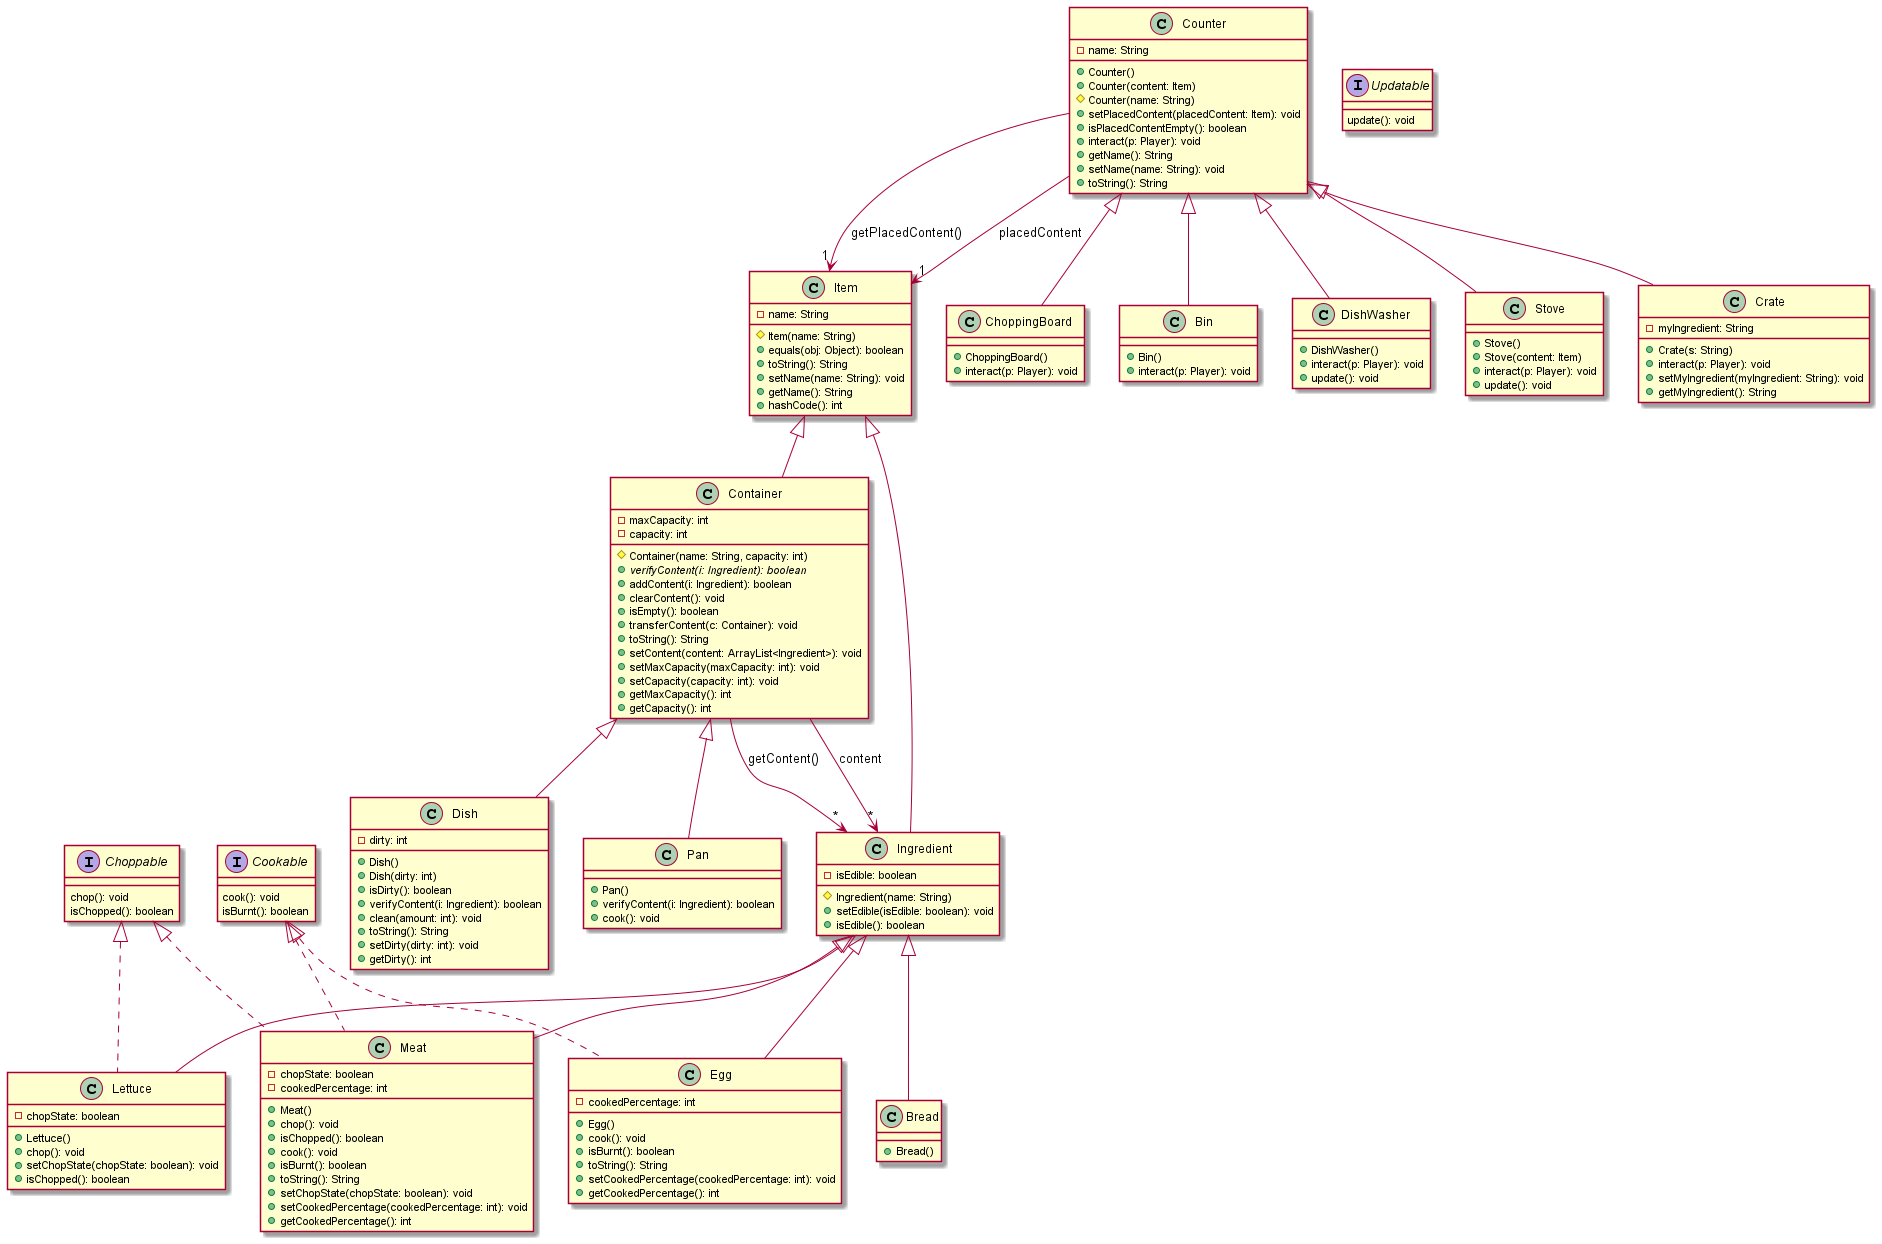 C Counter
name: String
Counter()
Counter(content: Item)
Counter(name: String)
setPlacedContent(placedContent: Item): void
isPlacedContentEmpty(): boolean
interact(p: Player): void
getName(): String
setName(name: String): void
toString(): String
I Updatable
update(): void
getPlacedContent()
placedContent
1
1
C Item
name: String
Item(name: String)
equals(obj: Object): boolean
toString(): String
setName(name: String): void
getName(): String
hashCode(): int
C ChoppingBoard
ChoppingBoard()
interact(p: Player): void
C Bin
Bin()
interact(p: Player): void
C DishWasher
DishWasher()
interact(p: Player): void
update(): void
C Stove
Stove()
Stove(content: Item)
interact(p: Player): void
update(): void
C Crate
myIngredient: String
Crate(s: String)
interact(p: Player): void
setMyIngredient(myIngredient: String): void
getMyIngredient(): String
C Container
maxCapacity: int
capacity: int
Container(name: String, capacity: int)
verifyContent(i: Ingredient): boolean
addContent(i: Ingredient): boolean
clearContent(): void
isEmpty(): boolean
transferContent(c: Container): void
toString(): String
setContent(content: ArrayList<Ingredient>): void
setMaxCapacity(maxCapacity: int): void
setCapacity(capacity: int): void
getMaxCapacity(): int
getCapacity(): int
getContent()
content
*
*
I Choppable
chop(): void
isChopped(): boolean
I Cookable
cook(): void
isBurnt(): boolean
C Dish
dirty: int
Dish()
Dish(dirty: int)
isDirty(): boolean
verifyContent(i: Ingredient): boolean
clean(amount: int): void
toString(): String
setDirty(dirty: int): void
getDirty(): int
C Pan
Pan()
verifyContent(i: Ingredient): boolean
cook(): void
C Ingredient
isEdible: boolean
Ingredient(name: String)
setEdible(isEdible: boolean): void
isEdible(): boolean
C Lettuce
chopState: boolean
Lettuce()
chop(): void
setChopState(chopState: boolean): void
isChopped(): boolean
C Meat
chopState: boolean
cookedPercentage: int
Meat()
chop(): void
isChopped(): boolean
cook(): void
isBurnt(): boolean
toString(): String
setChopState(chopState: boolean): void
setCookedPercentage(cookedPercentage: int): void
getCookedPercentage(): int
C Egg
cookedPercentage: int
Egg()
cook(): void
isBurnt(): boolean
toString(): String
setCookedPercentage(cookedPercentage: int): void
getCookedPercentage(): int
C Bread
Bread()